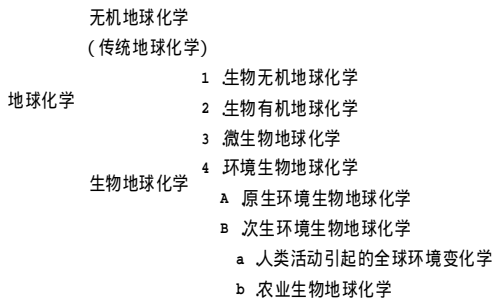 无机地球化学
(传统地球化学)
1.生物无机地球化学
地球化学
2.生物有机地球化学
3.微生物地球化学
4.环境生物地球化学
生物地球化学
A.原生环境生物地球化学
B.次生环境生物地球化学
a.人类活动引起的全球环境变化学
b.农业生物地球化学